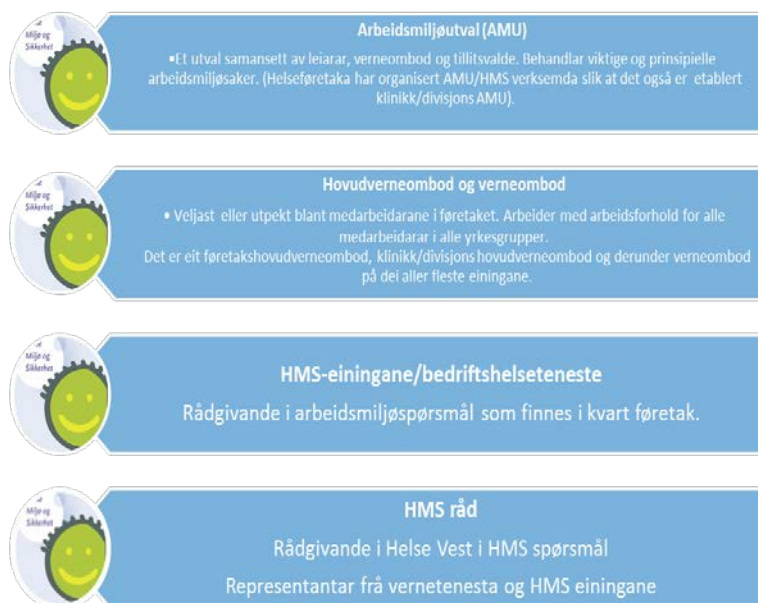 Miljø og
Sikkerhet
Arbeidsmiljøutval (AMU)
▪Et utval samansett av leiarar, verneombod og tillitsvalde. Behandlar viktige og prinsipielle
arbeidsmiljøsaker. (Helseføretaka har organisert AMU/HMS verksemda slik at det også er etablert
klinikk/divisjons AMU).
Miljø og
Sikkerhet
Hovudverneombod og verneombod
• Veljast eller utpekt blant medarbeidarane i føretaket. Arbeider med arbeidsforhold for alle
medarbeidarar i alle yrkesgrupper.
Det er eit føretakshovudverneombod, klinikk/divisjons hovudverneombod og derunder verneombod
på dei aller fleste einingane.
Miljø og
Sikkerhet
HMS-einingane/bedriftshelseteneste
Rådgivande i arbeidsmiljøspørsmål som finnes i kvart føretak.
Miljø og
Sikkerhet
HMS råd
Rådgivande i Helse Vest i HMS spørsmål
Representantar frå vernetenesta og HMS einingane